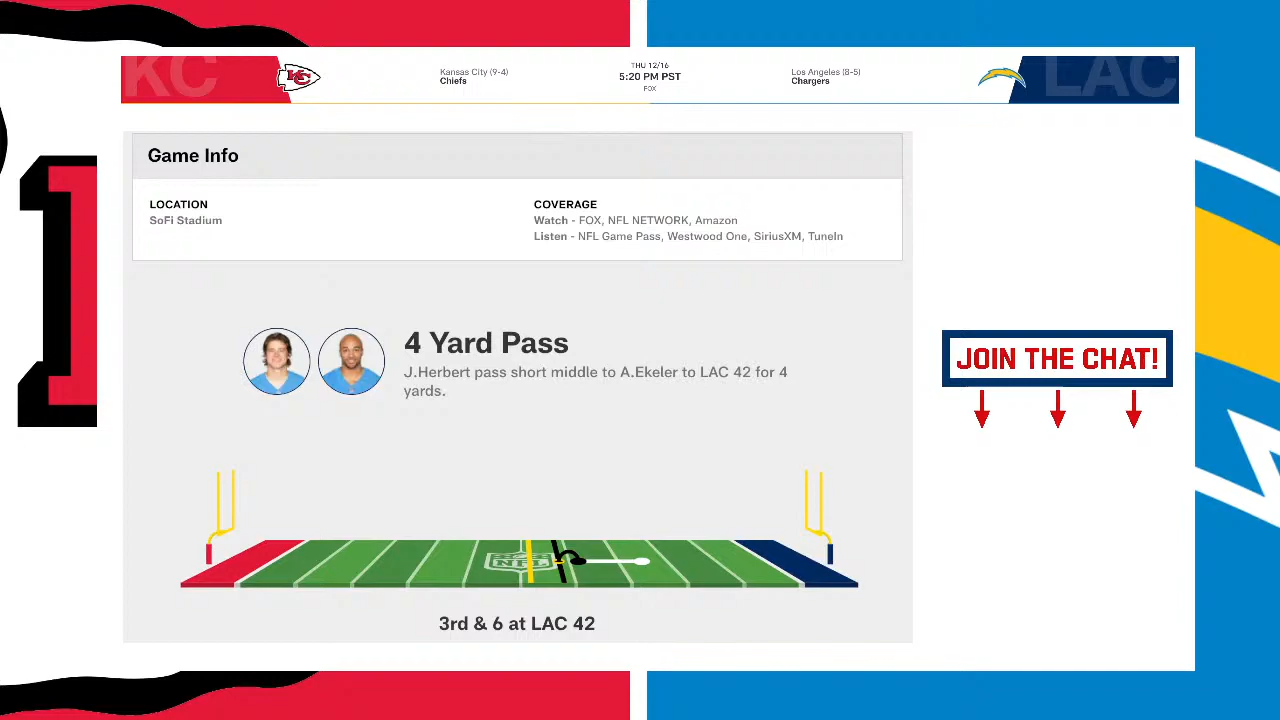 KC
KC
Kansas City (9-4)
Chiefs
THU 12/16
5:20 PM PST
FOX
Los Angeles (8-5)
Chargers
LAC
Game Info
LOCATION
SoFi Stadium
COVERAGE
Watch - FOX, NFL NETWORK, Amazon
Listen - NFL Game Pass, Westwood One, SiriusXM, TuneIn
4 Yard Pass
J.Herbert pass short middle to A.Ekeler to LAC 42 for 4
yards.
JOIN THE CHAT!
NFL
3rd & 6 at LAC 42